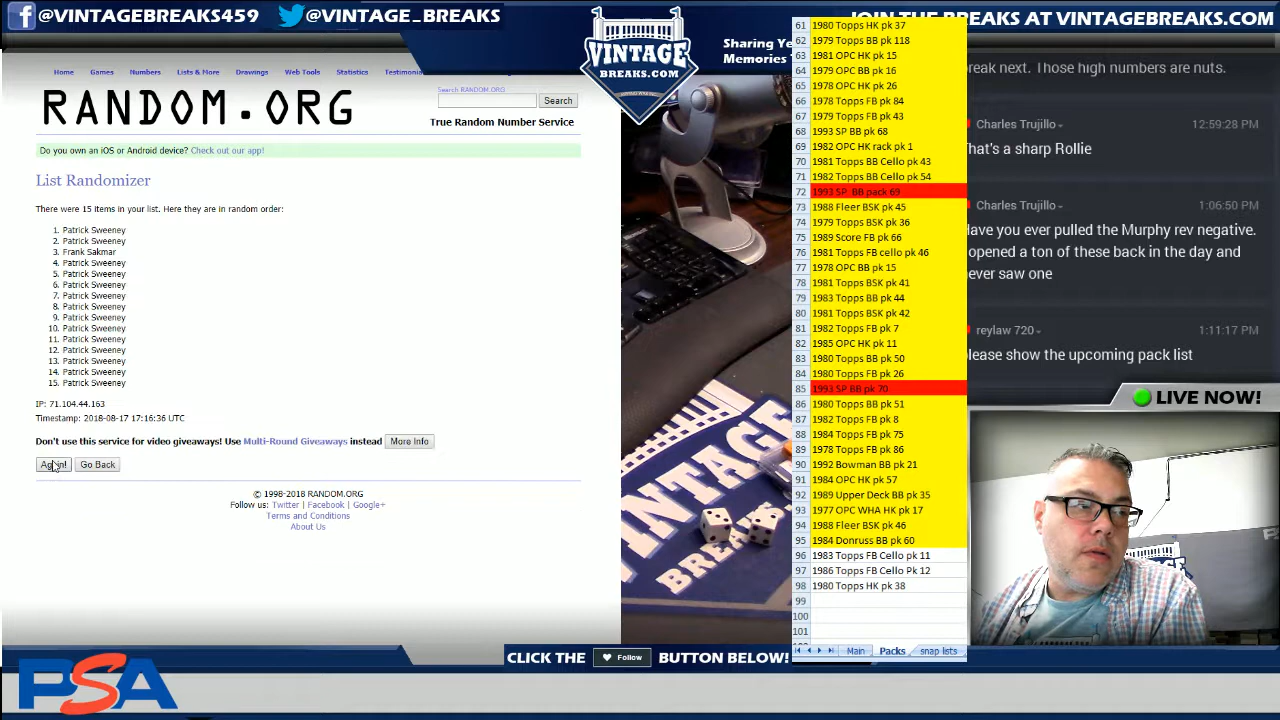 @VINTAGEBREAKS459 @VINTAGE_BREAKS
VINTAGE
BREAKS.COM
Sharing
Memories
JOIN THE BREAKS AT VINTAGEBREAKS.COM
Home Games Numbers Lists & More Drawings Web Tools Statistics
RANDOM.ORG
Search RANDOM.ORG
Search
True Random Number Service
Do you own an iOS or Android device? Check out our app!
List Randomizer
There were 15 items in your list. Here they are in random order:
1. Patrick Sweeney
2. Patrick Sweeney
3. Frank Sakmar
4. Patrick Sweeney
5. Patrick Sweeney
6. Patrick Sweeney
7. Patrick Sweeney
8. Patrick Sweeney
9. Patrick Sweeney
10. Patrick Sweeney
11. Patrick Sweeney
12. Patrick Sweeney
13. Patrick Sweeney
14. Patrick Sweeney
15. Patrick Sweeney
IP: 71.104.44.163
Timestamp: 2018-08-17 17:16:36 UTC
Don't use this service for video giveaways! Use Multi-Round Giveaways instead More Info
Again! Go Back
© 1998-2018 RANDOM.ORG
Follow us: Twitter | Facebook | Google+
Terms and Conditions
About Us
61 1980 Topps HK pk 37
62 1979 Topps BB pk 118
63 1981 OPC HK pk 15
64 1979 OPC BB pk 16
65 1978 OPC HK pk 26
66 1978 Topps FB pk 84
67 1979 Topps FB pk 43
68 1993 SP BB pk 68
69 1982 OPC HK rack pk 1
70 1981 Topps BB Cello pk 43
71 1982 Topps BB Cello pk 54
72 1993 SP BB pack 69
73 1988 Fleer BSK pk 45
74 1979 Topps BSK pk 36
75 1989 Score FB pk 66
76 1981 Topps FB cello pk 46
77 1978 OPC BB pk 15
78 1981 Topps BSK pk 41
79 1983 Topps BB pk 44
80 1981 Topps BSK pk 42
81 1982 Topps FB pk 7
82 1985 OPC HK pk 11
83 1980 Topps BB pk 50
84 1980 Topps FB pk 26
85 1993 SP BB pk 70
86 1980 Topps BB pk 51
87 1982 Topps FB pk 8
88 1984 Topps FB pk 75
89 1978 Topps FB pk 86
90 1992 Bowman BB pk 21
91 1984 OPC HK pk 57
92 1989 Upper Deck BB pk 35
93 1977 OPC WHA HK pk 17
94 1988 Fleer BSK pk 46
95 1984 Donruss BB pk 60
96 1983 Topps FB Cello pk 11
97 1986 Topps FB Cello Pk 12
98 1980 Topps HK pk 38
99
100
101
Main Packs snap lists
break next. Those high numbers are nuts.
Charles Trujillo 12:59:28 PM
That's a sharp Rollie
Charles Trujillo 1:06:50 PM
Have you ever pulled the Murphy rev negative.
opened a ton of these back in the day and
never saw one
reylaw 720 1:11:17 PM
please show the upcoming pack list
LIVE NOW!
VINTAGE
BREAKS
CLICK THE Follow BUTTON BELOW!
PSA